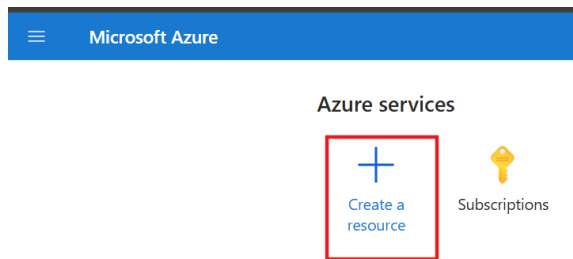 Microsoft Azure
Azure services
Create a
resource
Subscriptions